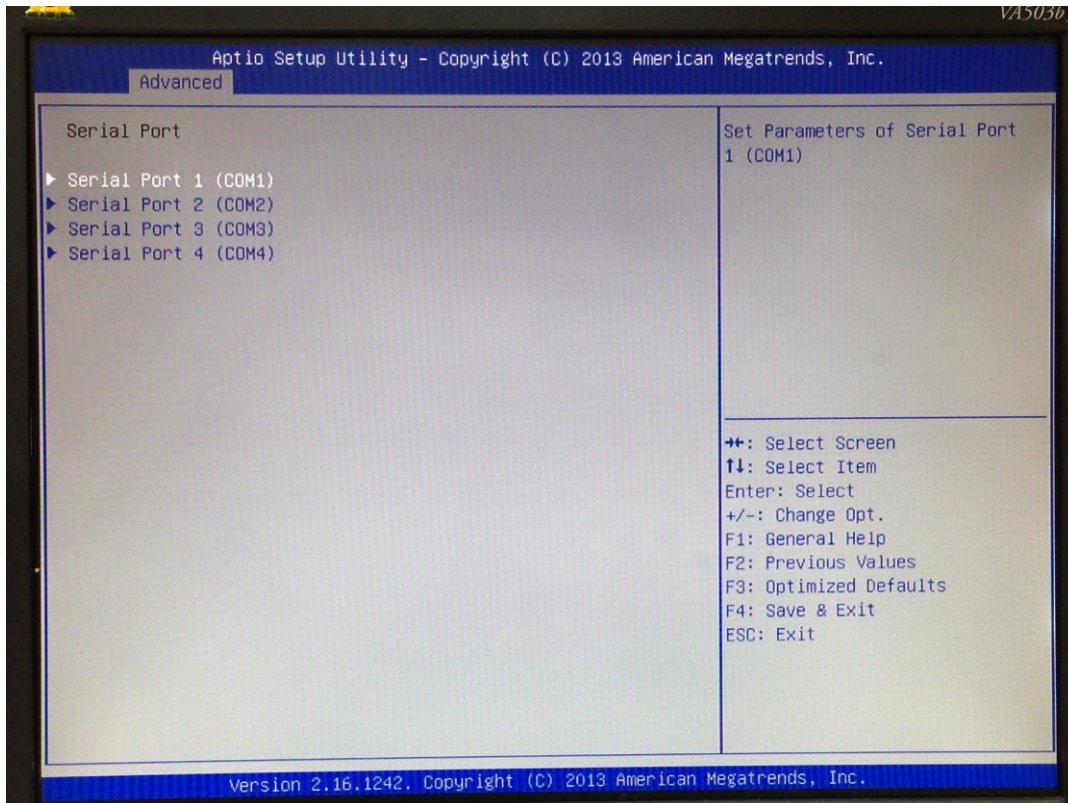 VA503b
Aptio Setup Utility – Copyright (C) 2013 American Megatrends, Inc.
Advanced
Serial Port
Serial Port 1 (COM1)
Serial Port 2 (COM2)
Serial Port 3 (COM3)
Serial Port 4 (COM4)
Set Parameters of Serial Port
1 (COM1)
→←: Select Screen
↑↓: Select Item
Enter: Select
+/-: Change Opt.
F1: General Help
F2: Previous Values
F3: Optimized Defaults
F4: Save & Exit
ESC: Exit
Version 2.16.1242. Copyright (C) 2013 American Megatrends, Inc.